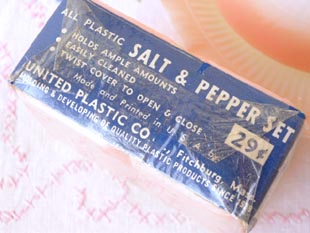 ALL PLASTIC SALT & PEPPER SET
• HOLDS AMPLE AMOUNTS
• EASILY CLEANED
• TWIST COVER TO OPEN & CLOSE
Made and Printed in U. S. A.
29¢
UNITED PLASTIC CO., Fitchburg, Mass.
& DEVELOPING OF QUALITY PLASTIC PRODUCTS SINCE